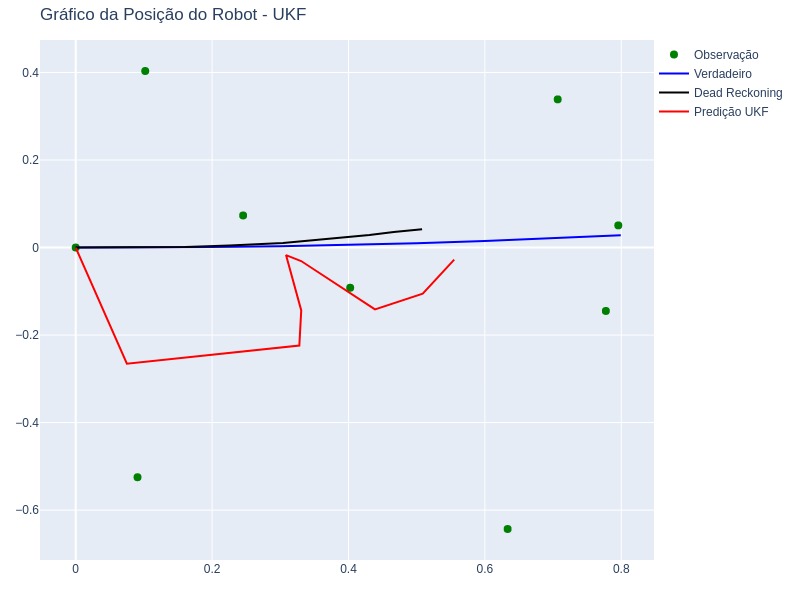 Gráfico da Posição do Robot - UKF
Observação
Verdadeiro
Dead Reckoning
Predição UKF
0.4
0.2
0
−0.2
−0.4
−0.6
0 0.2 0.4 0.6 0.8